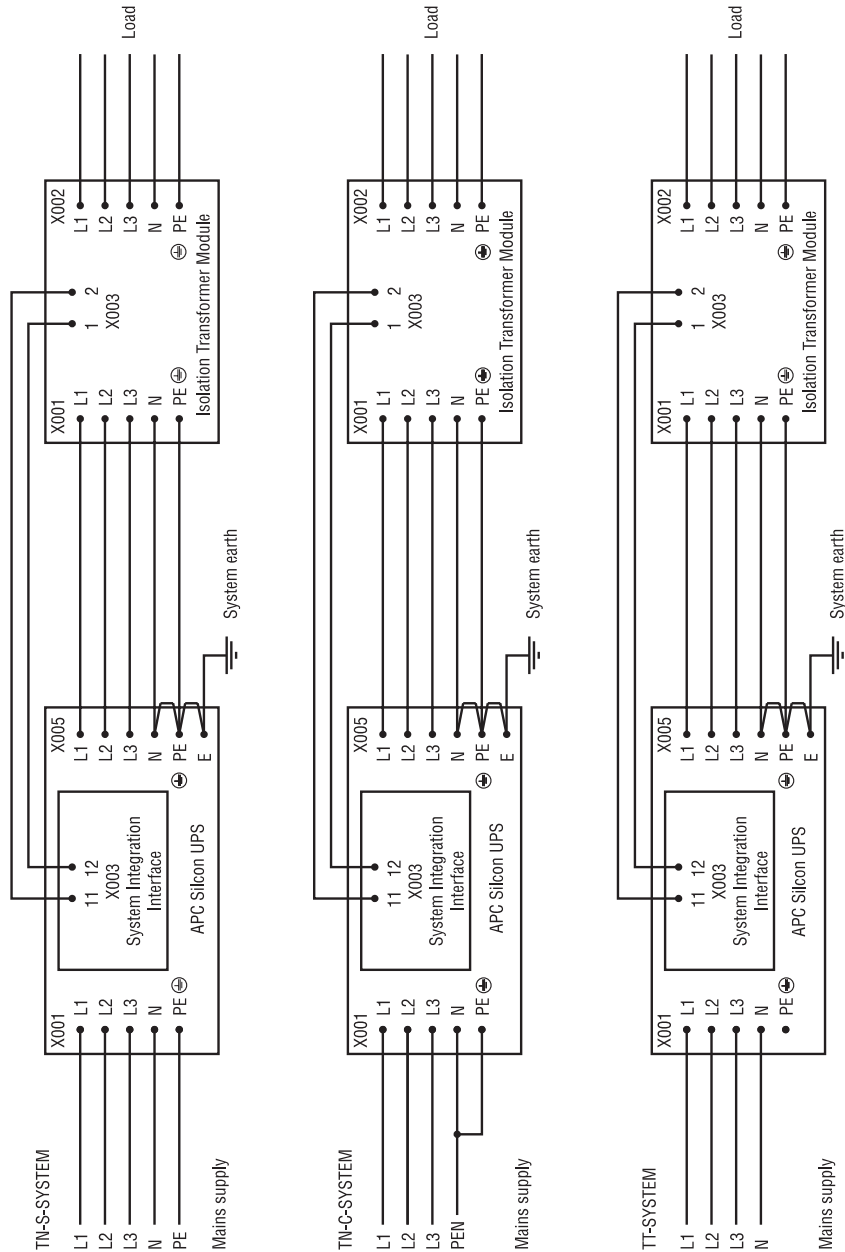 TN-S-SYSTEM
L1
L2
L3
N
PE
Mains supply
X001
L1
L2
L3
N
PE
11 12
X003
System Integration
Interface
APC Silcon UPS
X005
L1
L2
L3
N
PE
E
System earth
X001
L1
L2
L3
N
PE
1 2
X003
Isolation Transformer Module
X002
L1
L2
L3
N
PE
Load
TN-C-SYSTEM
L1
L2
L3
PEN
Mains supply
X001
L1
L2
L3
N
PE
11 12
X003
System Integration
Interface
APC Silcon UPS
X005
L1
L2
L3
N
PE
E
System earth
X001
L1
L2
L3
N
PE
1 2
X003
Isolation Transformer Module
X002
L1
L2
L3
N
PE
Load
TT-SYSTEM
L1
L2
L3
N
Mains supply
X001
L1
L2
L3
N
PE
11 12
X003
System Integration
Interface
APC Silcon UPS
X005
L1
L2
L3
N
PE
E
System earth
X001
L1
L2
L3
N
PE
1 2
X003
Isolation Transformer Module
X002
L1
L2
L3
N
PE
Load